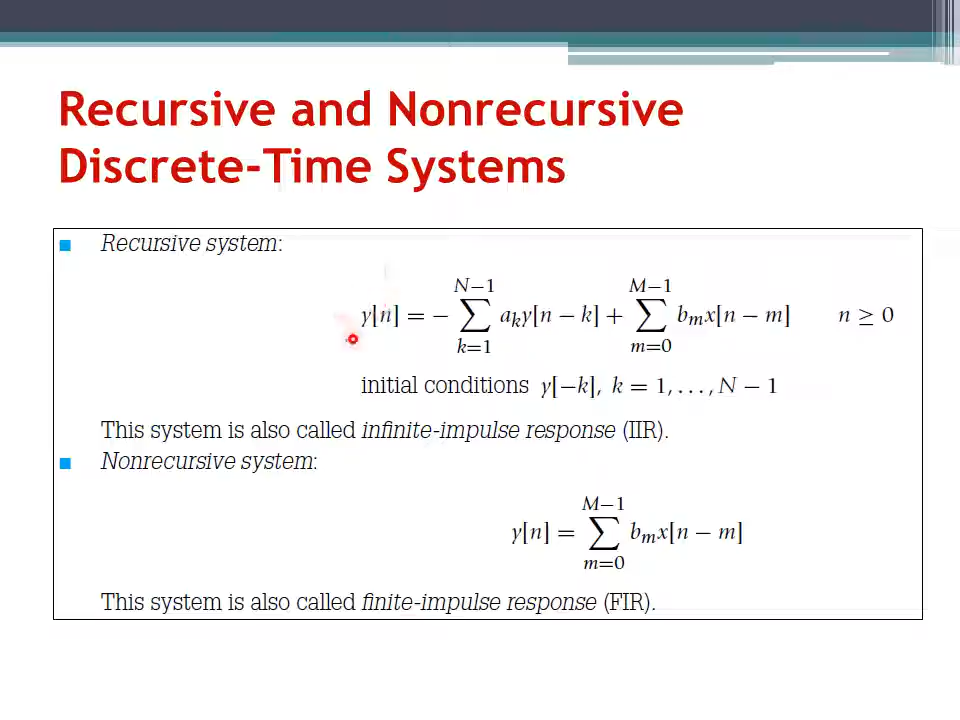 Recursive and Nonrecursive
Discrete-Time Systems
■ Recursive system:
y[n] = − ∑_{k=1}^{N−1} a_k y[n − k] + ∑_{m=0}^{M−1} b_m x[n − m] n ≥ 0
initial conditions y[−k], k = 1, . . . , N − 1
This system is also called infinite-impulse response (IIR).
■ Nonrecursive system:
y[n] = ∑_{m=0}^{M−1} b_m x[n − m]
This system is also called finite-impulse response (FIR).